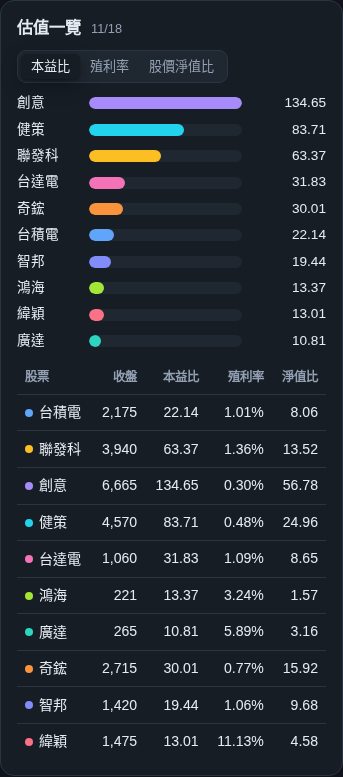 估值一覽 11/18
本益比 殖利率 股價淨值比
創意 134.65
健策 83.71
聯發科 63.37
台達電 31.83
奇鋐 30.01
台積電 22.14
智邦 19.44
鴻海 13.37
緯穎 13.01
廣達 10.81
股票 收盤 本益比 殖利率 淨值比
台積電 2,175 22.14 1.01% 8.06
聯發科 3,940 63.37 1.36% 13.52
創意 6,665 134.65 0.30% 56.78
健策 4,570 83.71 0.48% 24.96
台達電 1,060 31.83 1.09% 8.65
鴻海 221 13.37 3.24% 1.57
廣達 265 10.81 5.89% 3.16
奇鋐 2,715 30.01 0.77% 15.92
智邦 1,420 19.44 1.06% 9.68
緯穎 1,475 13.01 11.13% 4.58